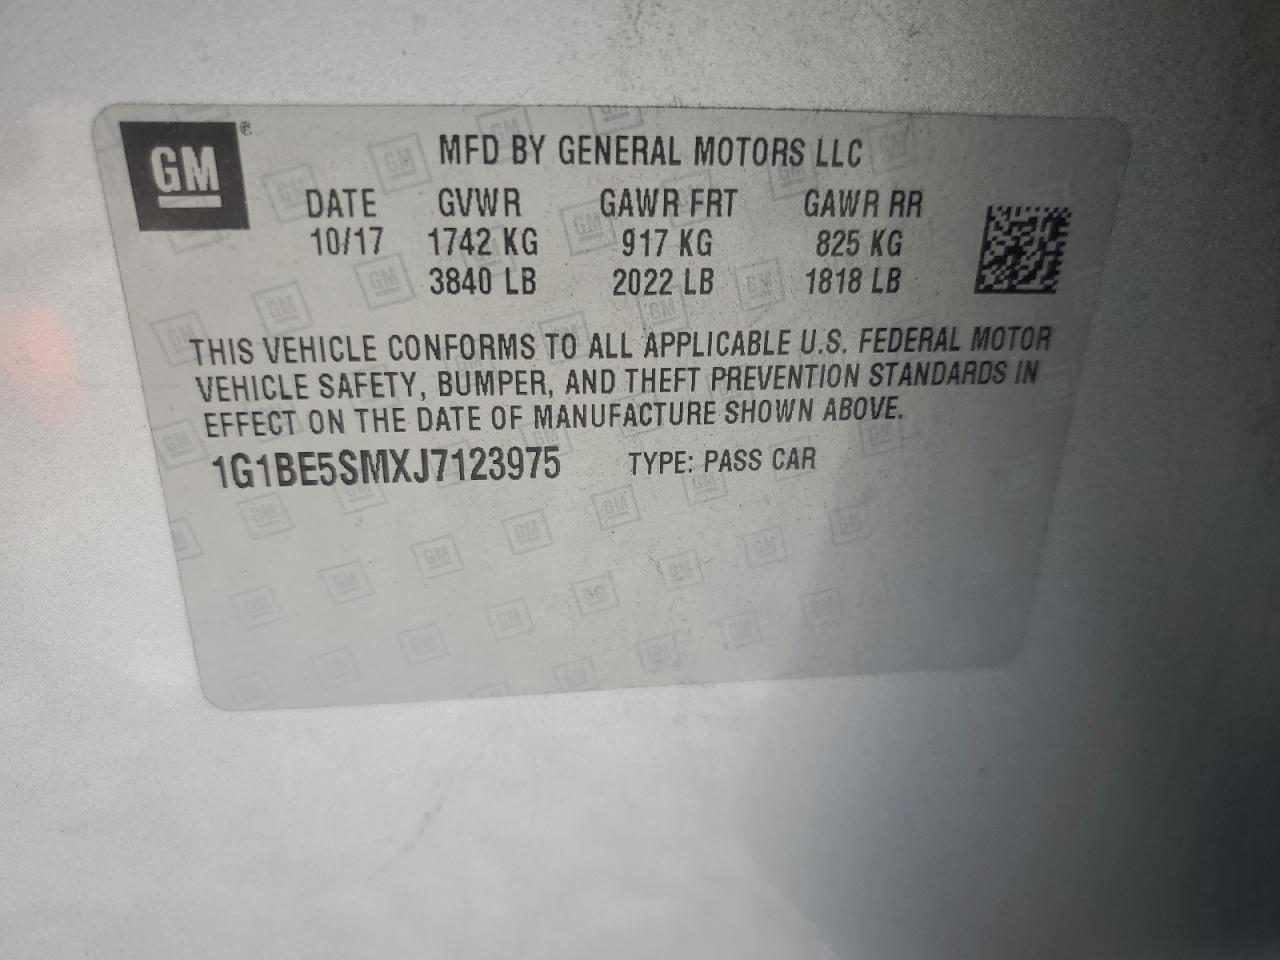 GM®
MFD BY GENERAL MOTORS LLC
DATE GVWR GAWR FRT GAWR RR
10/17 1742 KG 917 KG 825 KG
3840 LB 2022 LB 1818 LB
THIS VEHICLE CONFORMS TO ALL APPLICABLE U.S. FEDERAL MOTOR
VEHICLE SAFETY, BUMPER, AND THEFT PREVENTION STANDARDS IN
EFFECT ON THE DATE OF MANUFACTURE SHOWN ABOVE.
1G1BE5SMXJ7123975 TYPE: PASS CAR